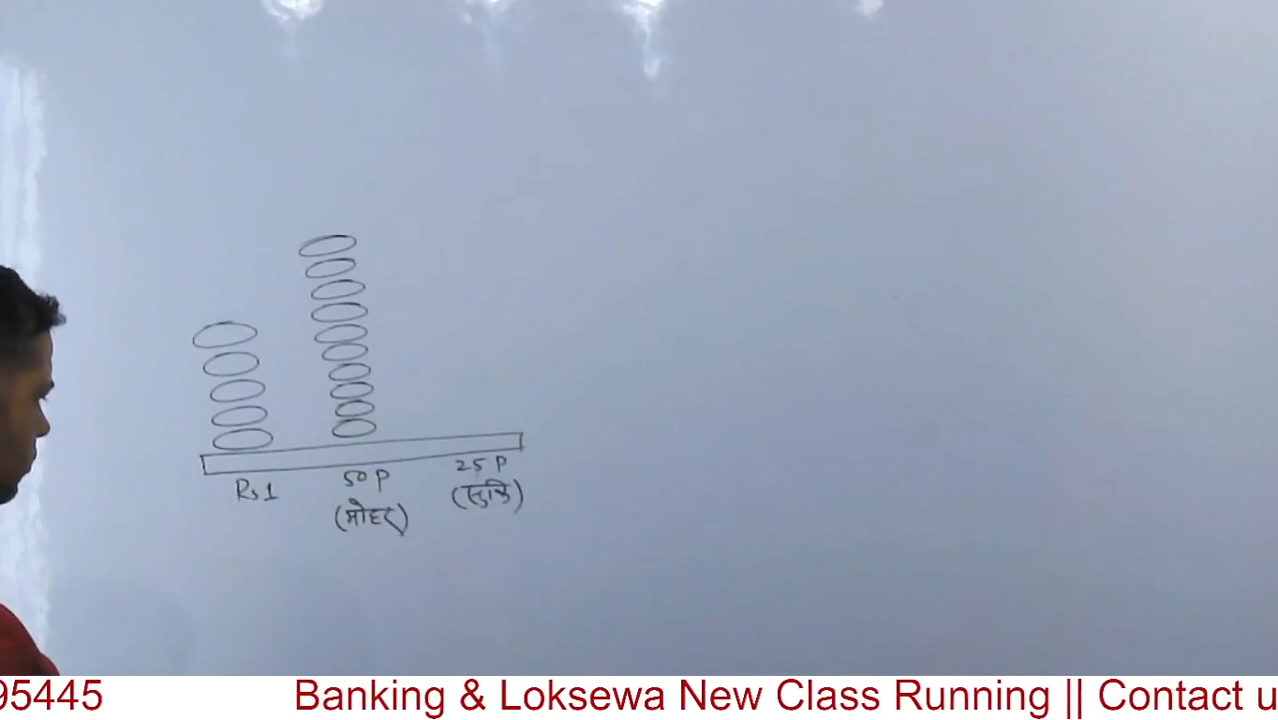 Rs 1
50 P
25 P
(मोहर)
(सुकि)
95445 Banking & Loksewa New Class Running || Contact u